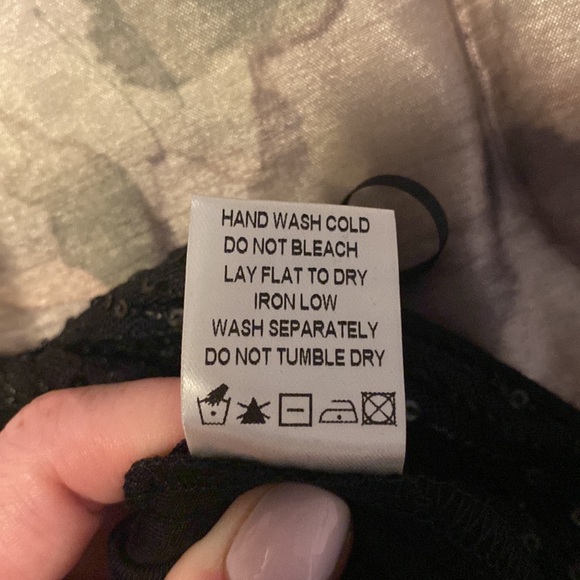 HAND WASH COLD
DO NOT BLEACH
LAY FLAT TO DRY
IRON LOW
WASH SEPARATELY
DO NOT TUMBLE DRY